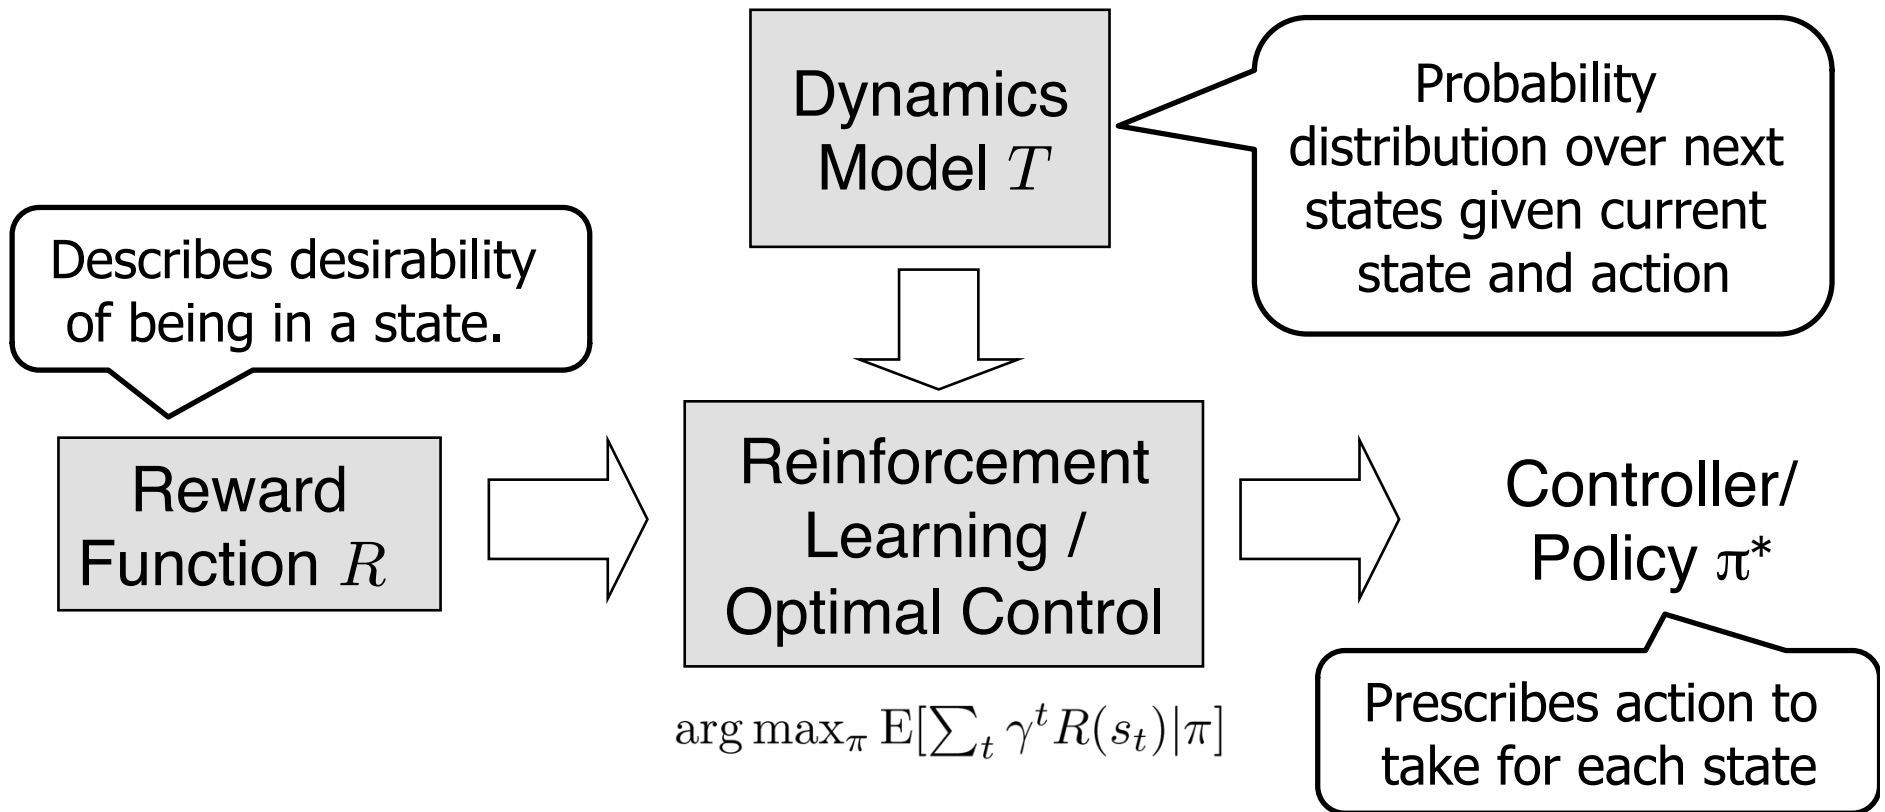 Dynamics
Model T
Probability
distribution over next
states given current
state and action
Describes desirability
of being in a state.
Reward
Function R
Reinforcement
Learning /
Optimal Control
Controller/
Policy π*
arg max_π E[∑_t γ^t R(s_t)|π]
Prescribes action to
take for each state